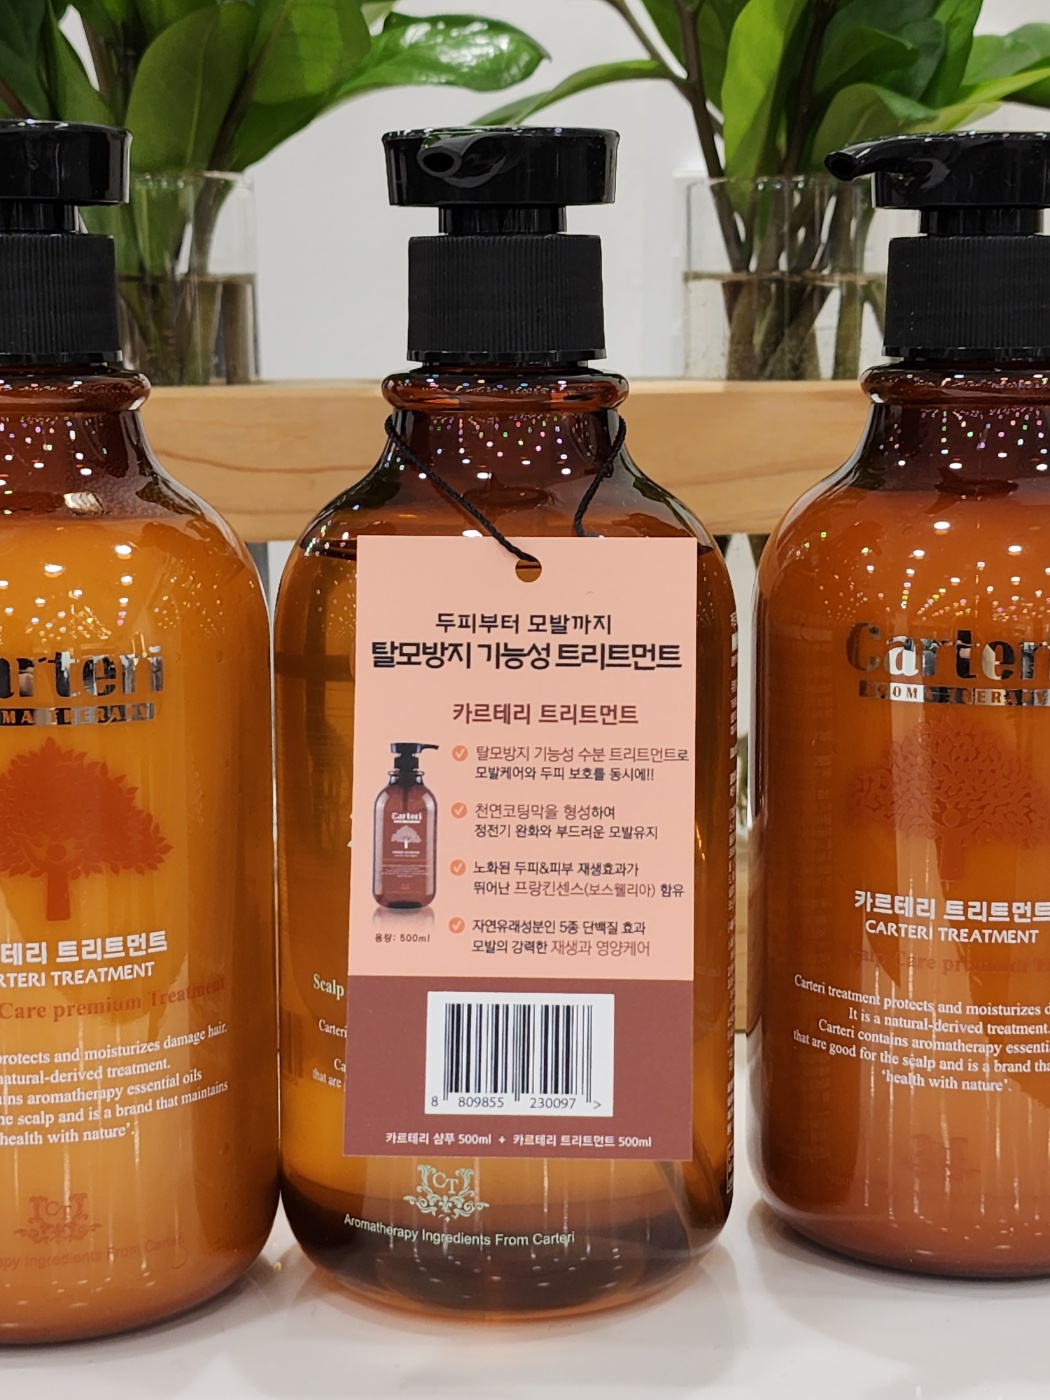 두피부터 모발까지
탈모방지 기능성 트리트먼트
카르테리 트리트먼트
탈모방지 기능성 수분 트리트먼트로
모발케어와 두피 보호를 동시에!!
천연코팅막을 형성하여
정전기 완화와 부드러운 모발유지
노화된 두피&피부 재생효과가
뛰어난 프랑킨센스(보스웰리아) 함유
자연유래성분인 5종 단백질 효과
모발의 강력한 재생과 영양케어
Carteri
용량: 500ml
8 809855 230097 >
카르테리 샴푸 500ml + 카르테리 트리트먼트 500ml
Scalp
CT
Aromatherapy Ingredients From Carteri
arteri
테리 트리트먼트
RTERI TREATMENT
Care premium Treatment
protects and moisturizes damage hair.
natural-derived treatment.
ins aromatherapy essential oils
he scalp and is a brand that maintains
health with nature'.
CT
apy Ingredients From Carteri
Carteri
카르테리 트리트먼트
CARTERI TREATMENT
Scalp Care premium
Carteri treatment protects and moisturizes d
It is a natural-derived treatment.
Carteri contains aromatherapy essenti
that are good for the scalp and is a brand tha
'health with nature'.